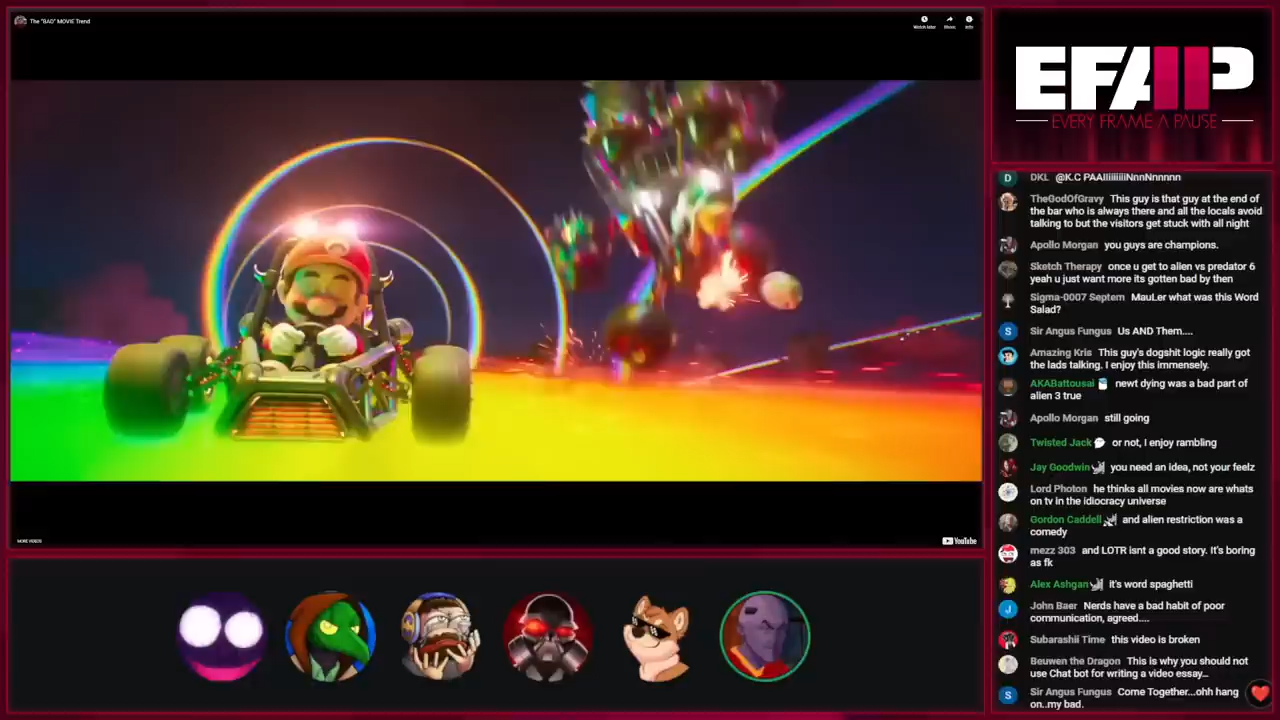 The "BAD" MOVIE Trend
Watch later
Share
Info
MORE VIDEOS
YouTube
EFAP
EVERY FRAME A PAUSE
DKL @K.C PAAIIiiiiiiiNnnNnnnnn
TheGodOfGravy This guy is that guy at the end of
the bar who is always there and all the locals avoid
talking to but the visitors get stuck with all night
Apollo Morgan you guys are champions.
Sketch Therapy once u get to alien vs predator 6
yeah u just want more its gotten bad by then
Sigma-0007 Septem MauLer what was this Word
Salad?
Sir Angus Fungus Us AND Them....
Amazing Kris This guy's dogshit logic really got
the lads talking. I enjoy this immensely.
AKABattousai newt dying was a bad part of
alien 3 true
Apollo Morgan still going
Twisted Jack or not, I enjoy rambling
Jay Goodwin you need an idea, not your feelz
Lord Photon he thinks all movies now are whats
on tv in the idiocracy universe
Gordon Caddell and alien restriction was a
comedy
mezz 303 and LOTR isnt a good story. It's boring
as fk
Alex Ashgan it's word spaghetti
John Baer Nerds have a bad habit of poor
communication, agreed....
Subarashii Time this video is broken
Beuwen the Dragon This is why you should not
use Chat bot for writing a video essay...
Sir Angus Fungus Come Together...ohh hang
on..my bad.